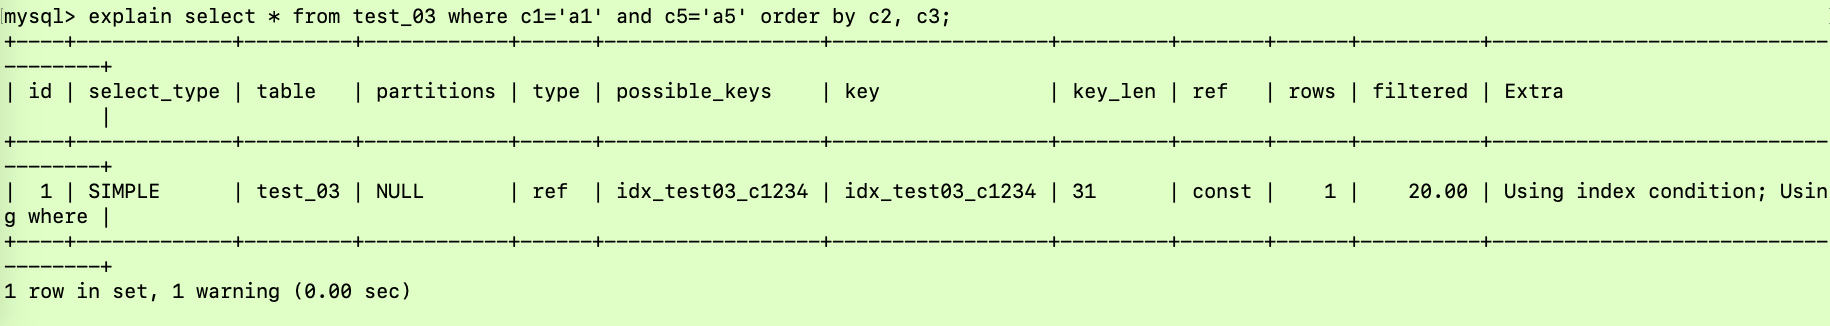 mysql> explain select * from test_03 where c1='a1' and c5='a5' order by c2, c3;
+----+-------------+---------+------------+------+------------------+------------------+---------+-------+------+----------+----------------------------
--------+
| id | select_type | table   | partitions | type | possible_keys    | key              | key_len | ref   | rows | filtered | Extra
        |
+----+-------------+---------+------------+------+------------------+------------------+---------+-------+------+----------+----------------------------
--------+
|  1 | SIMPLE      | test_03 | NULL       | ref  | idx_test03_c1234 | idx_test03_c1234 | 31      | const |    1 |    20.00 | Using index condition; Usin
g where |
+----+-------------+---------+------------+------+------------------+------------------+---------+-------+------+----------+----------------------------
--------+
1 row in set, 1 warning (0.00 sec)